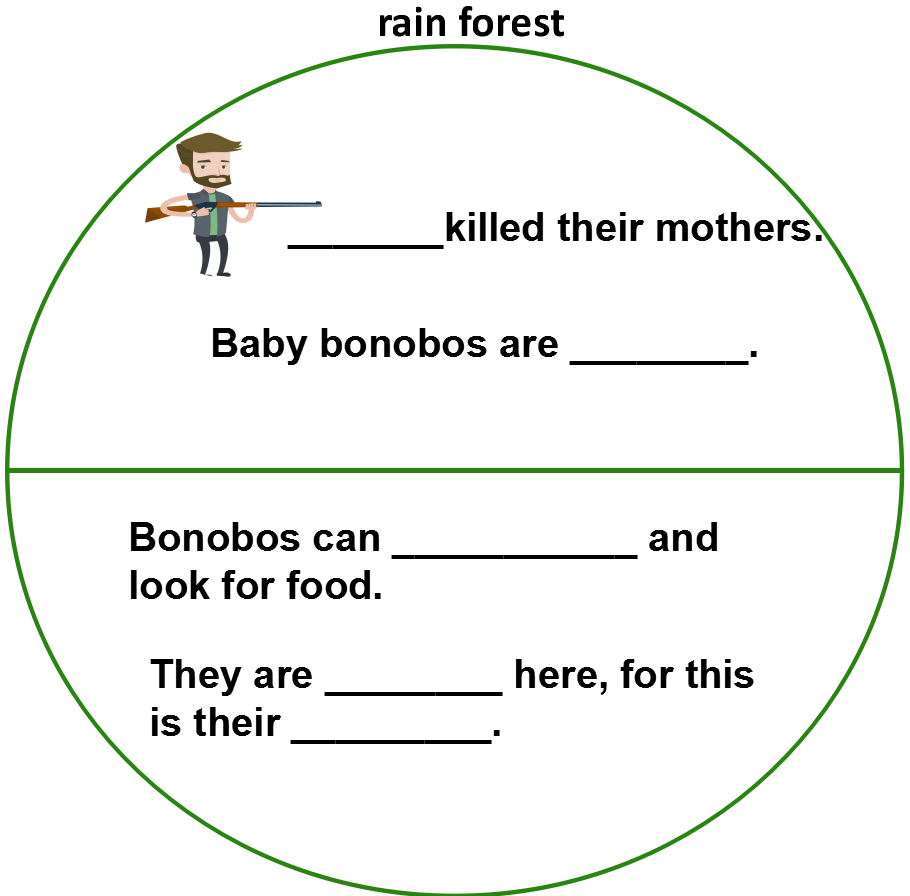 rain forest
_______killed their mothers.
Baby bonobos are ________.
Bonobos can ___________ and
look for food.
They are ________ here, for this
is their _________.